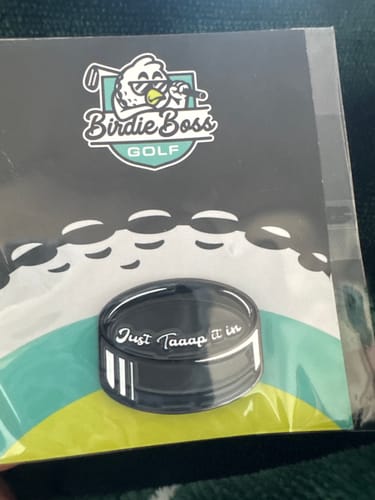 Birdie Boss
GOLF
Just Taaap it in